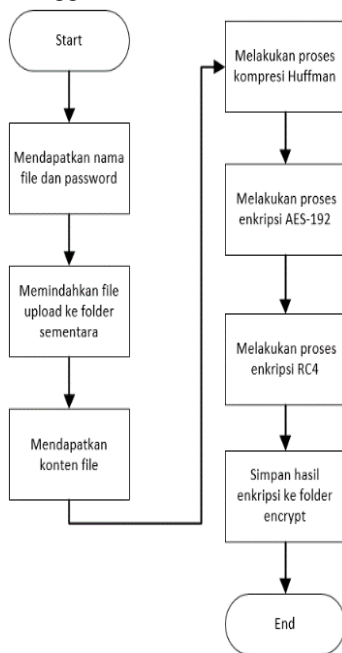 Start
Mendapatkan nama
file dan password
Memindahkan file
upload ke folder
sementara
Mendapatkan
konten file
Melakukan proses
kompresi Huffman
Melakukan proses
enkripsi AES-192
Melakukan proses
enkripsi RC4
Simpan hasil
enkripsi ke folder
encrypt
End